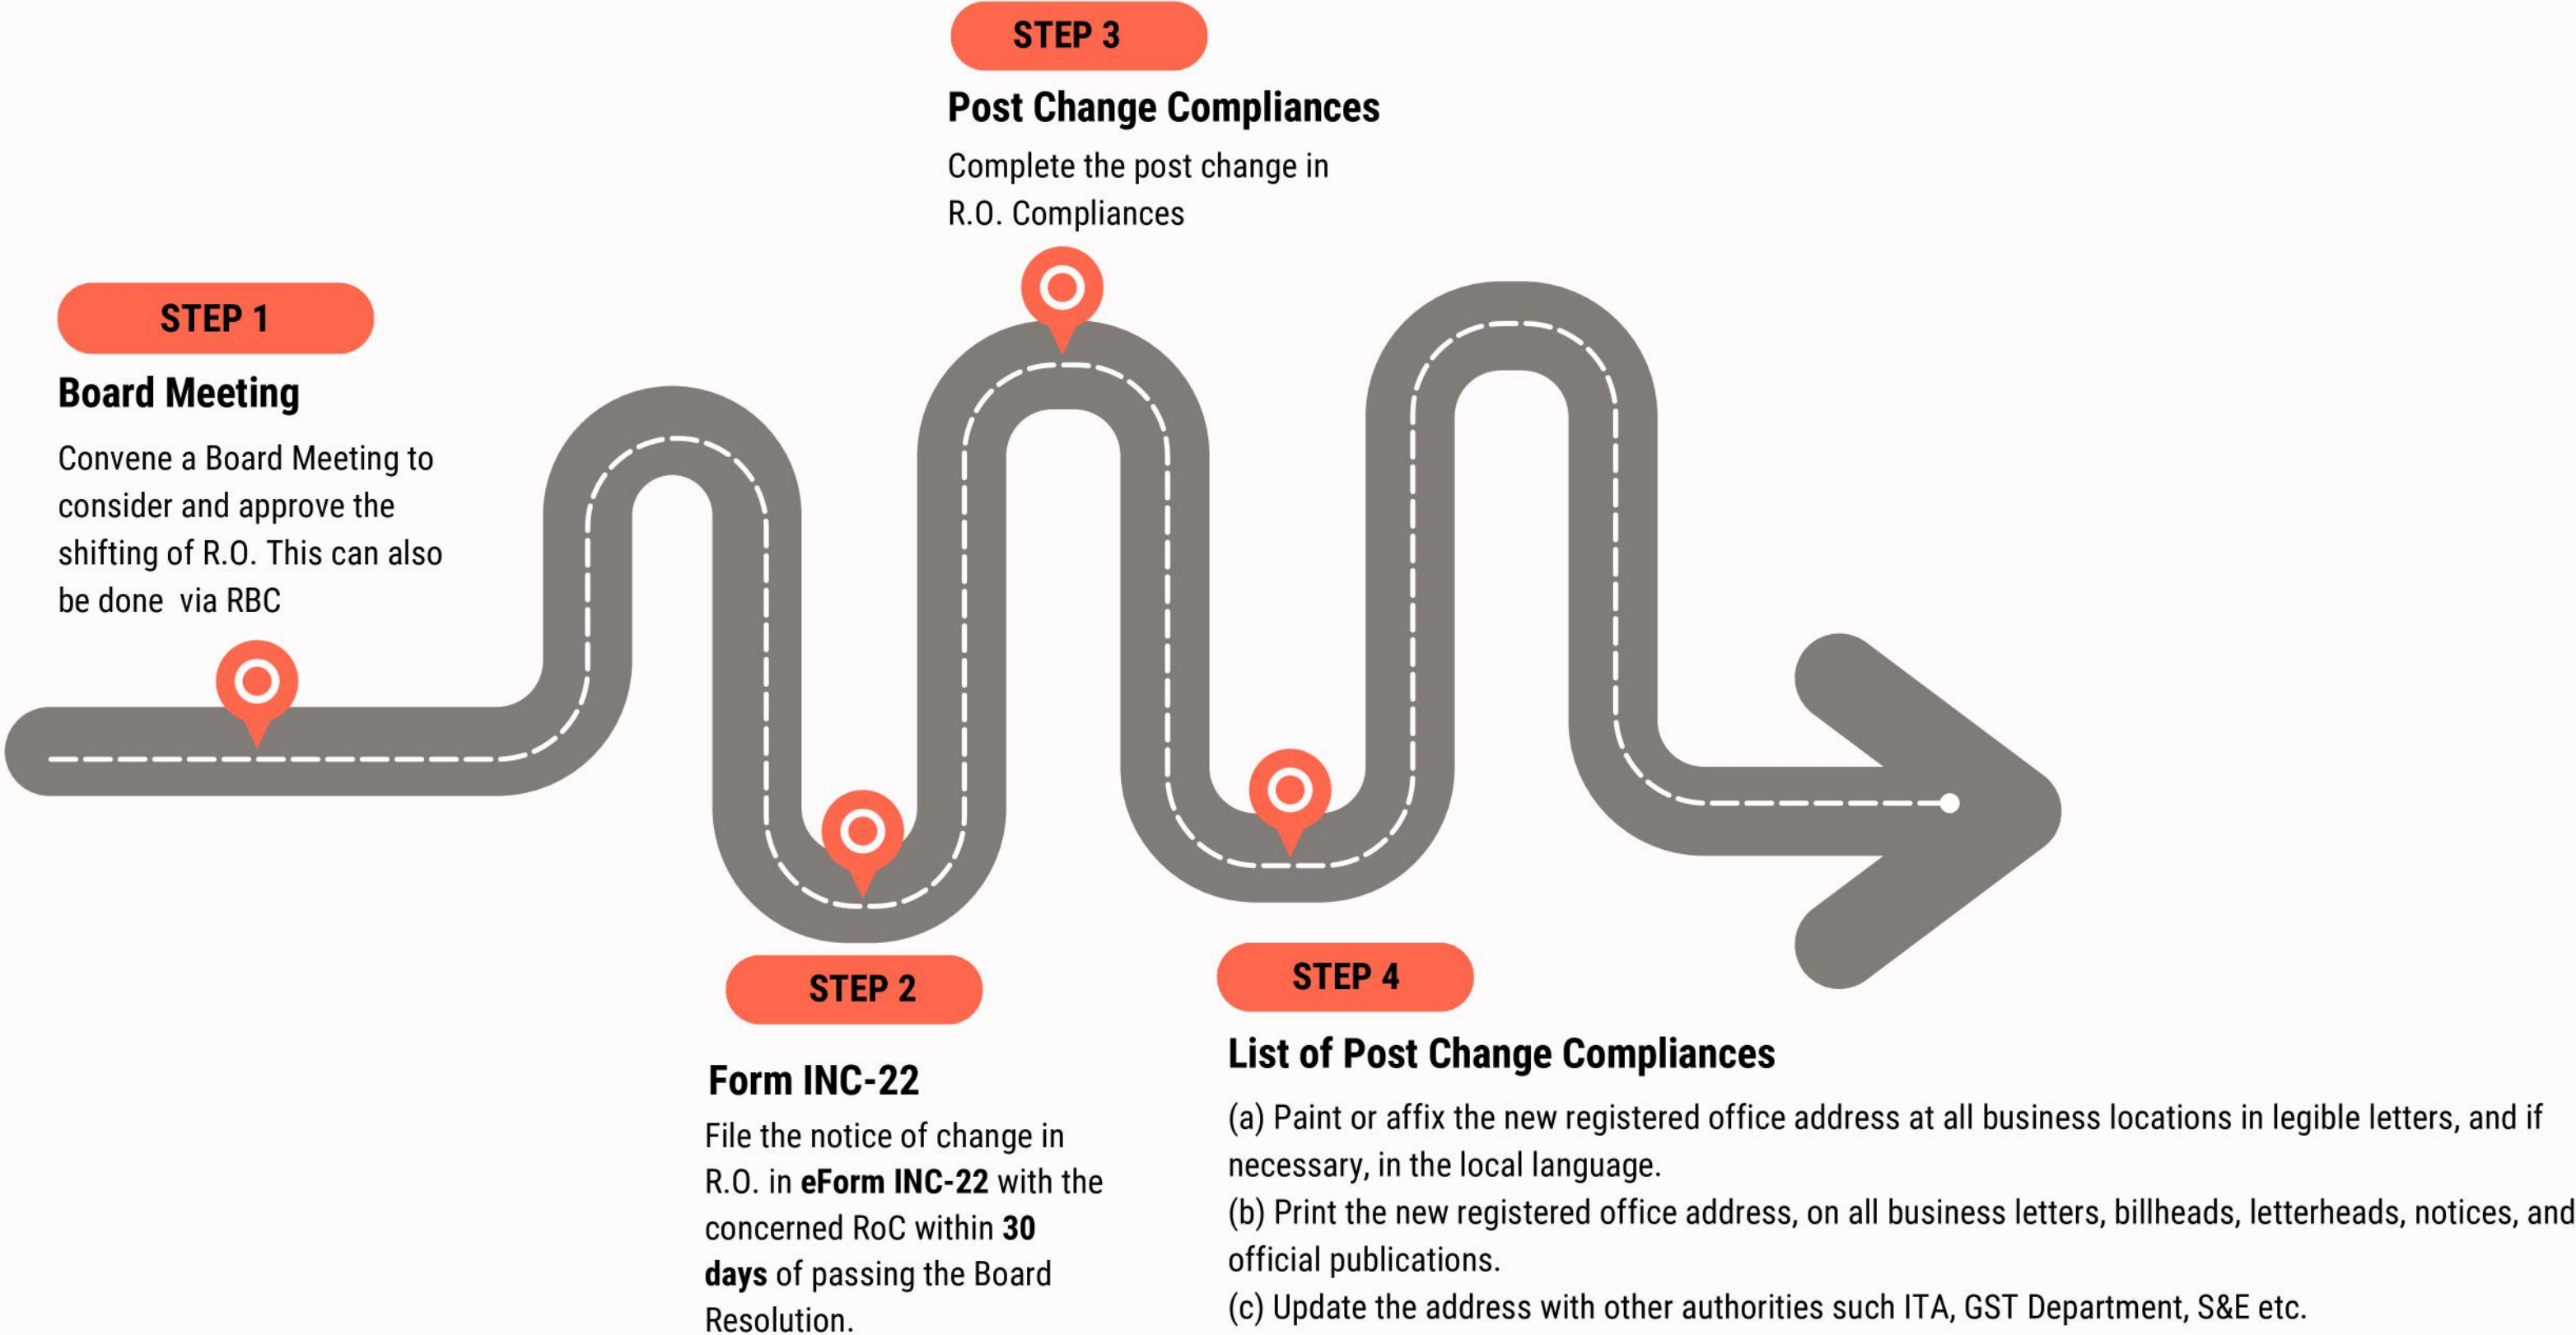 STEP 1
Board Meeting
Convene a Board Meeting to
consider and approve the
shifting of R.O. This can also
be done via RBC
STEP 2
Form INC-22
File the notice of change in
R.O. in eForm INC-22 with the
concerned RoC within 30
days of passing the Board
Resolution.
STEP 3
Post Change Compliances
Complete the post change in
R.O. Compliances
STEP 4
List of Post Change Compliances
(a) Paint or affix the new registered office address at all business locations in legible letters, and if
necessary, in the local language.
(b) Print the new registered office address, on all business letters, billheads, letterheads, notices, and
official publications.
(c) Update the address with other authorities such ITA, GST Department, S&E etc.